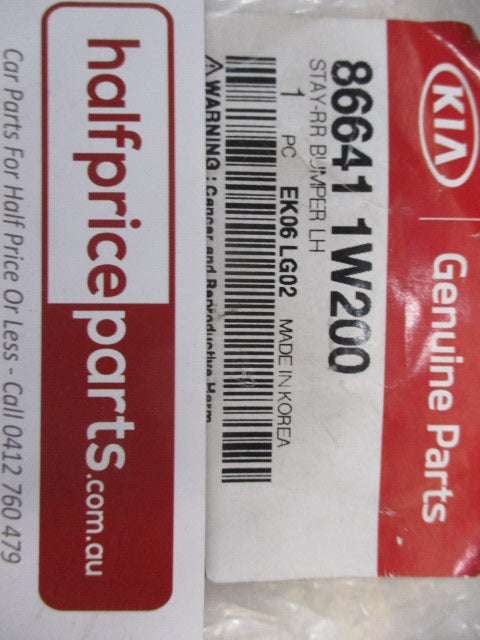 KIA Genuine Parts
86641 1W200
STAY-RR BUMPER LH
1 PC EK06 LG02 MADE IN KOREA
WARNING : Cancer and Reproductive Harm
halfpriceparts.com.au
Car Parts For Half Price Or Less - Call 0412 760 479